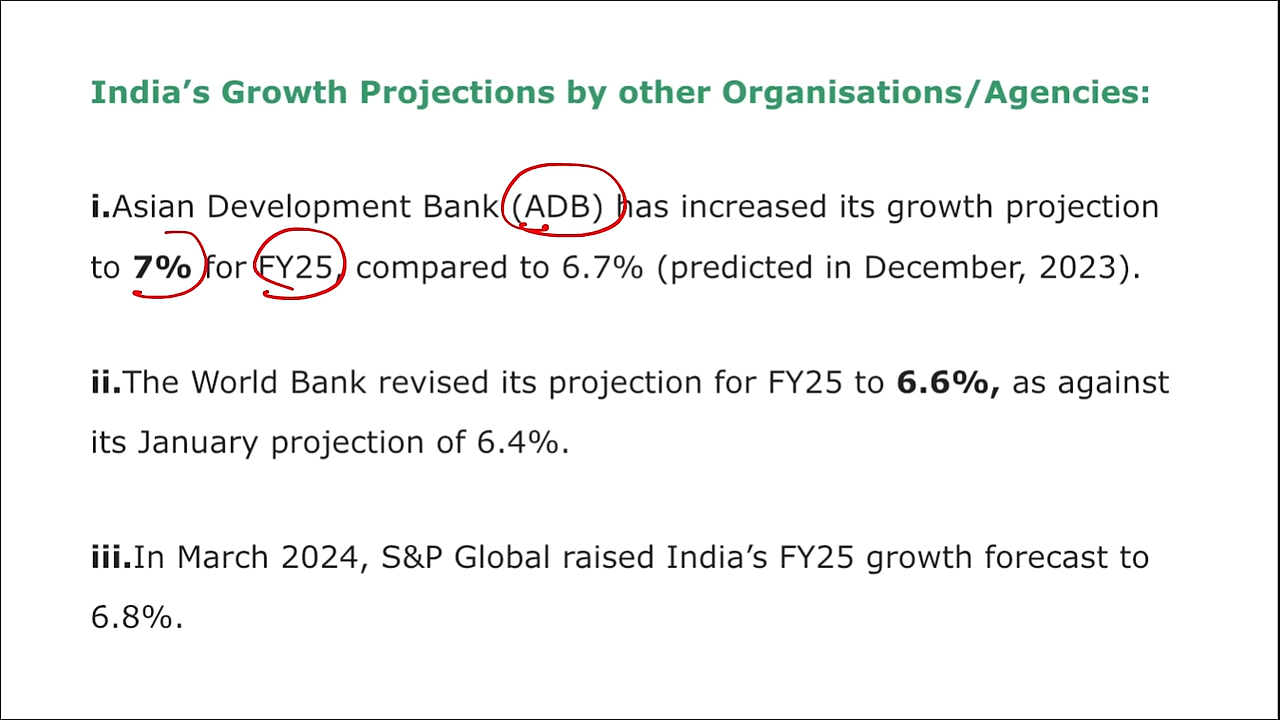 India’s Growth Projections by other Organisations/Agencies:
i.Asian Development Bank (ADB) has increased its growth projection
to 7% for FY25, compared to 6.7% (predicted in December, 2023).
ii.The World Bank revised its projection for FY25 to 6.6%, as against
its January projection of 6.4%.
iii.In March 2024, S&P Global raised India’s FY25 growth forecast to
6.8%.